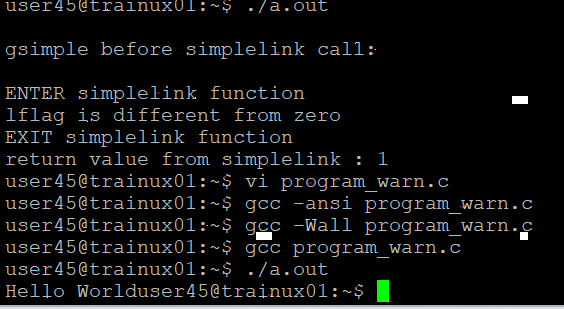 user45@trainux01:~$ ./a.out
gsimple before simplelink call:
ENTER simplelink function
lflag is different from zero
EXIT simplelink function
return value from simplelink : 1
user45@trainux01:~$ vi program_warn.c
user45@trainux01:~$ gcc -ansi program_warn.c
user45@trainux01:~$ gcc -Wall program_warn.c
user45@trainux01:~$ gcc program_warn.c
user45@trainux01:~$ ./a.out
Hello Worlduser45@trainux01:~$